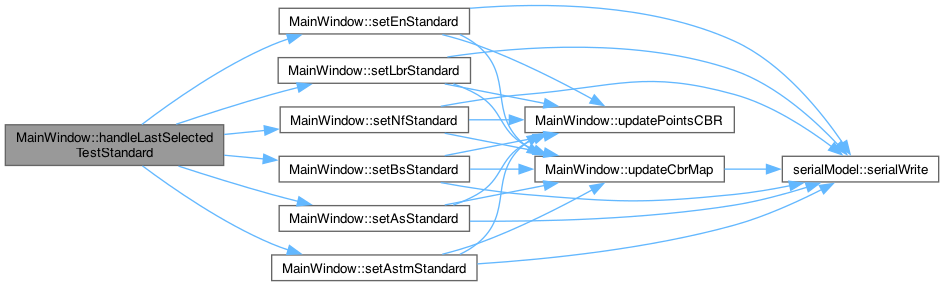 MainWindow::handleLastSelected
TestStandard
MainWindow::setEnStandard
MainWindow::setLbrStandard
MainWindow::setNfStandard
MainWindow::setBsStandard
MainWindow::setAsStandard
MainWindow::setAstmStandard
MainWindow::updatePointsCBR
MainWindow::updateCbrMap
serialModel::serialWrite